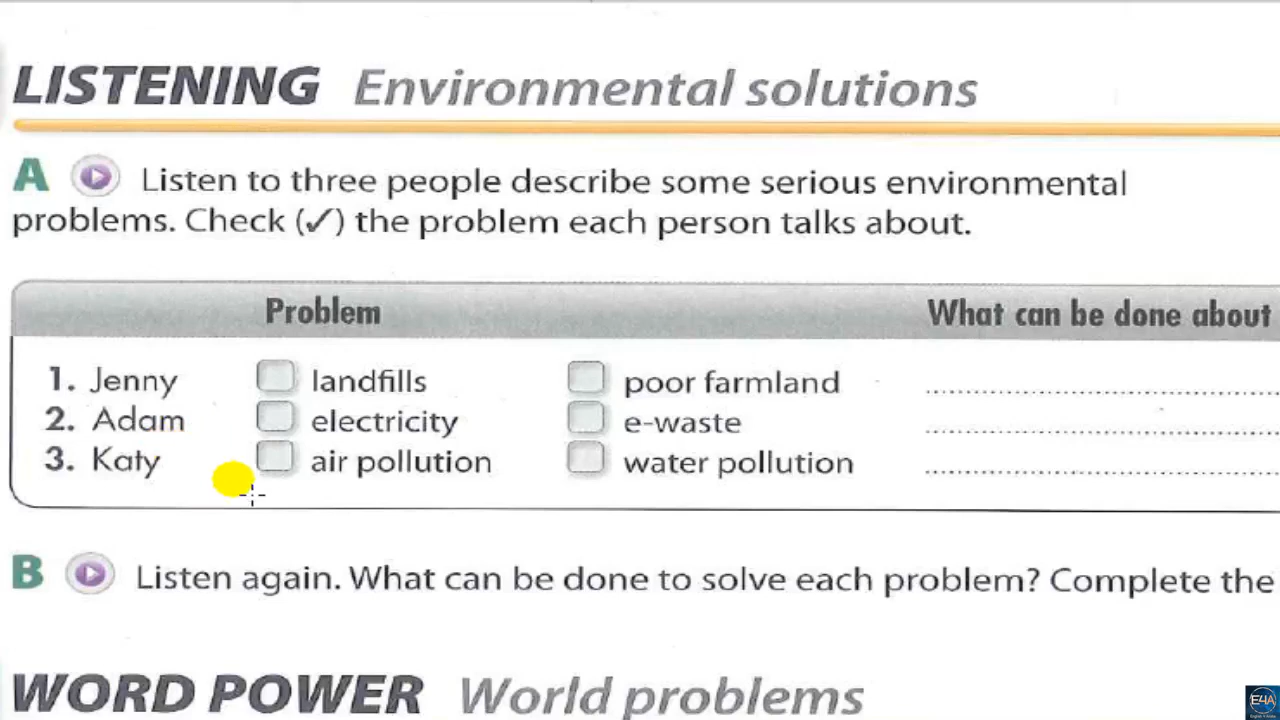 LISTENING Environmental solutions
A Listen to three people describe some serious environmental
problems. Check (✓) the problem each person talks about.
Problem What can be done about
1. Jenny landfills poor farmland
2. Adam electricity e-waste
3. Katy air pollution water pollution
B Listen again. What can be done to solve each problem? Complete the
WORD POWER World problems
E4A